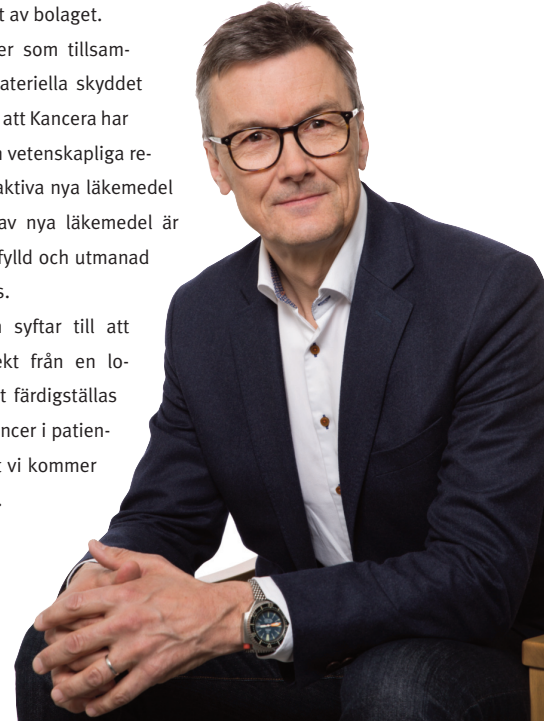 t av bolaget.
er som tillsam-
ateriella skyddet
att Kancera har
n vetenskapliga re-
aktiva nya läkemedel
av nya läkemedel är
fylld och utmanad
s.
n syftar till att
ekt från en lo-
t färdigställas
ncer i patien-
t vi kommer
.